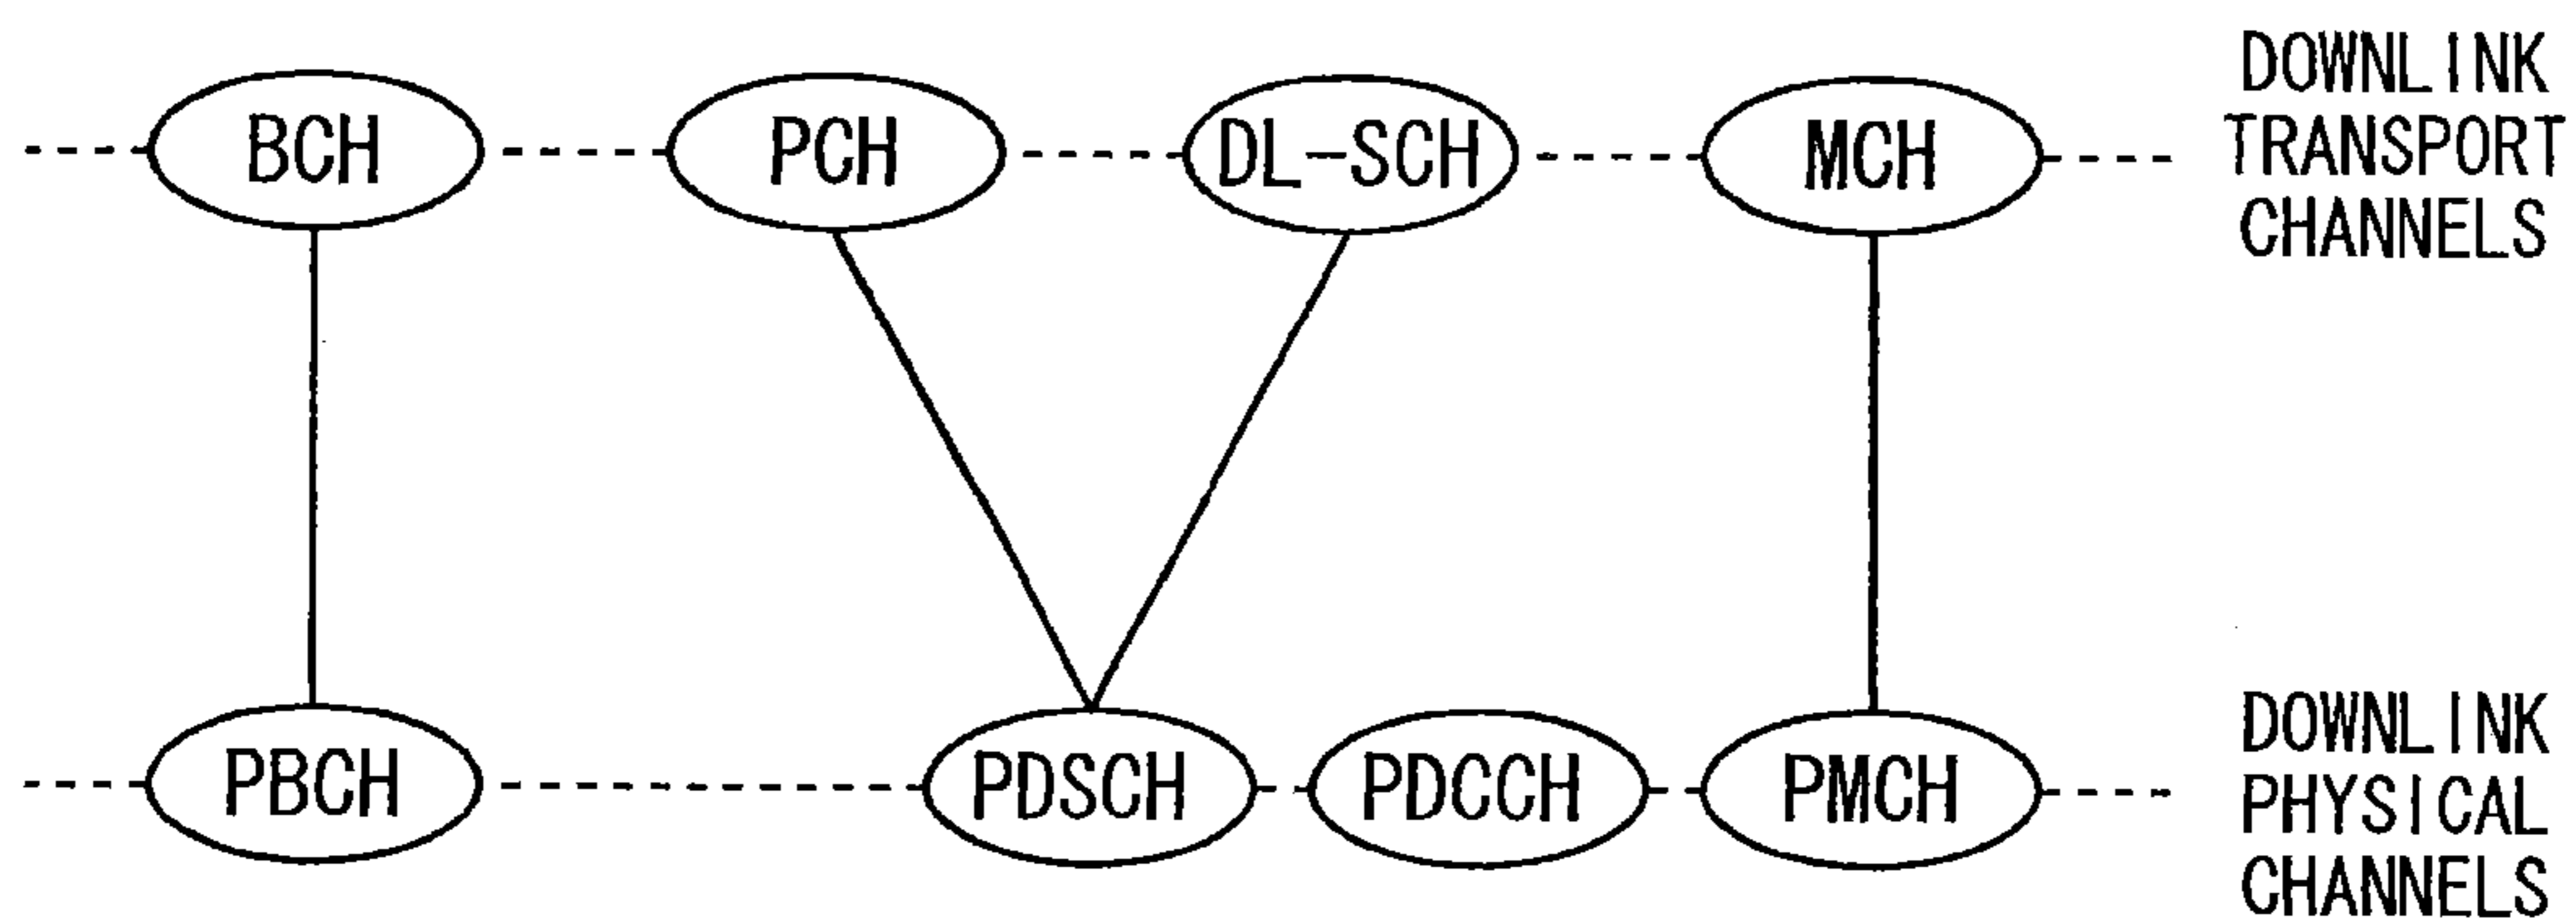 BCH PCH DL-SCH MCH
DOWNLINK
TRANSPORT
CHANNELS
PBCH PDSCH PDCCH PMCH
DOWNLINK
PHYSICAL
CHANNELS